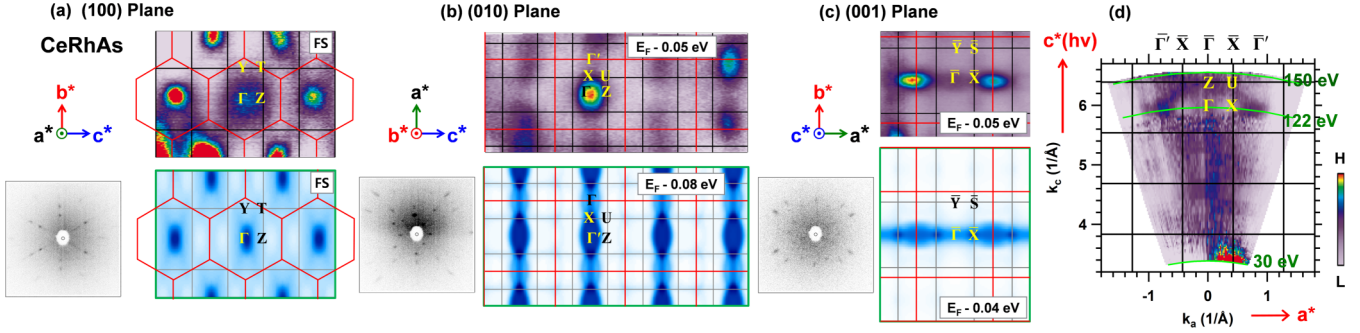 (a) (100) Plane
CeRhAs
FS
Y T
Γ Z
b*
a*
c*
FS
Y T
Γ Z
(b) (010) Plane
E_F - 0.05 eV
Γ'
X U
Γ Z
a*
b*
c*
E_F - 0.08 eV
Γ
X U
Γ' Z
(c) (001) Plane
Y̅ S̅
Γ̅ X̅
E_F - 0.05 eV
b*
c*
a*
Y̅ S̅
Γ̅ X̅
E_F - 0.04 eV
(d)
c*(hν)
Γ̅' X̅ Γ̅ X̅ Γ̅'
Z U
150 eV
Γ X
122 eV
30 eV
6
5
4
k_c (1/Å)
-1 0 1
k_a (1/Å)
a*
H
L